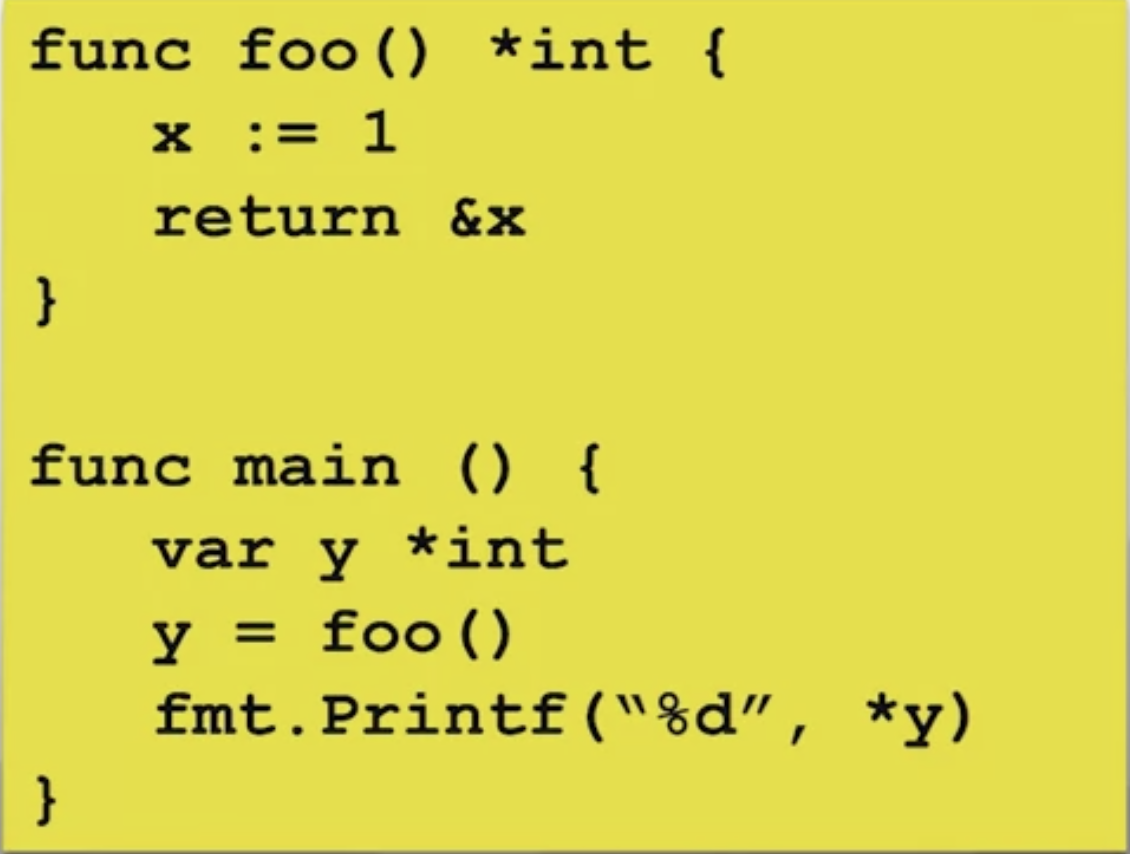 func foo() *int {
   x := 1
   return &x
}

func main () {
   var y *int
   y = foo()
   fmt.Printf(“%d”, *y)
}